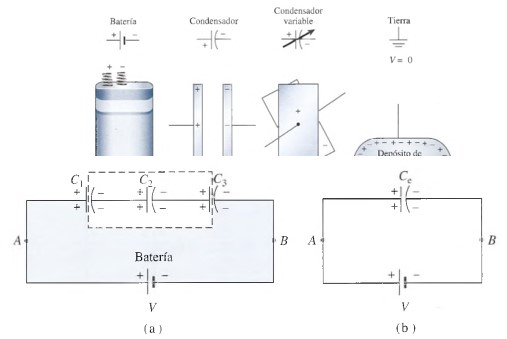 Batería
Condensador
Condensador
variable
Tierra
V = 0
Depósito de
C1
C2
C3
Ce
A
B
A
B
Batería
V
V
(a)
(b)